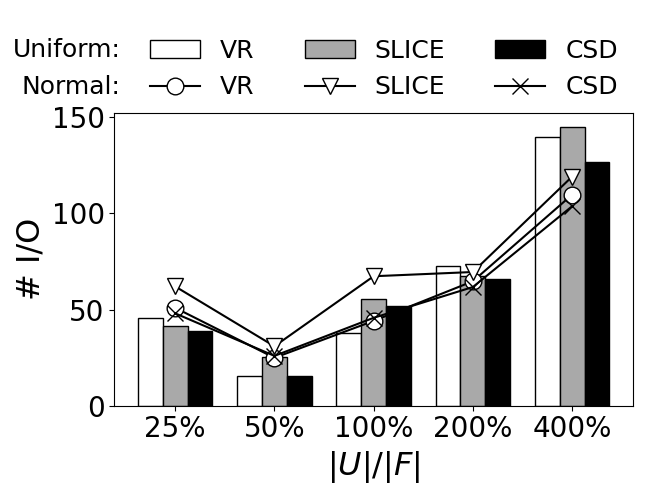 Uniform: VR SLICE CSD
Normal: VR SLICE CSD
150
100
50
0
# I/O
25% 50% 100% 200% 400%
|U|/|F|